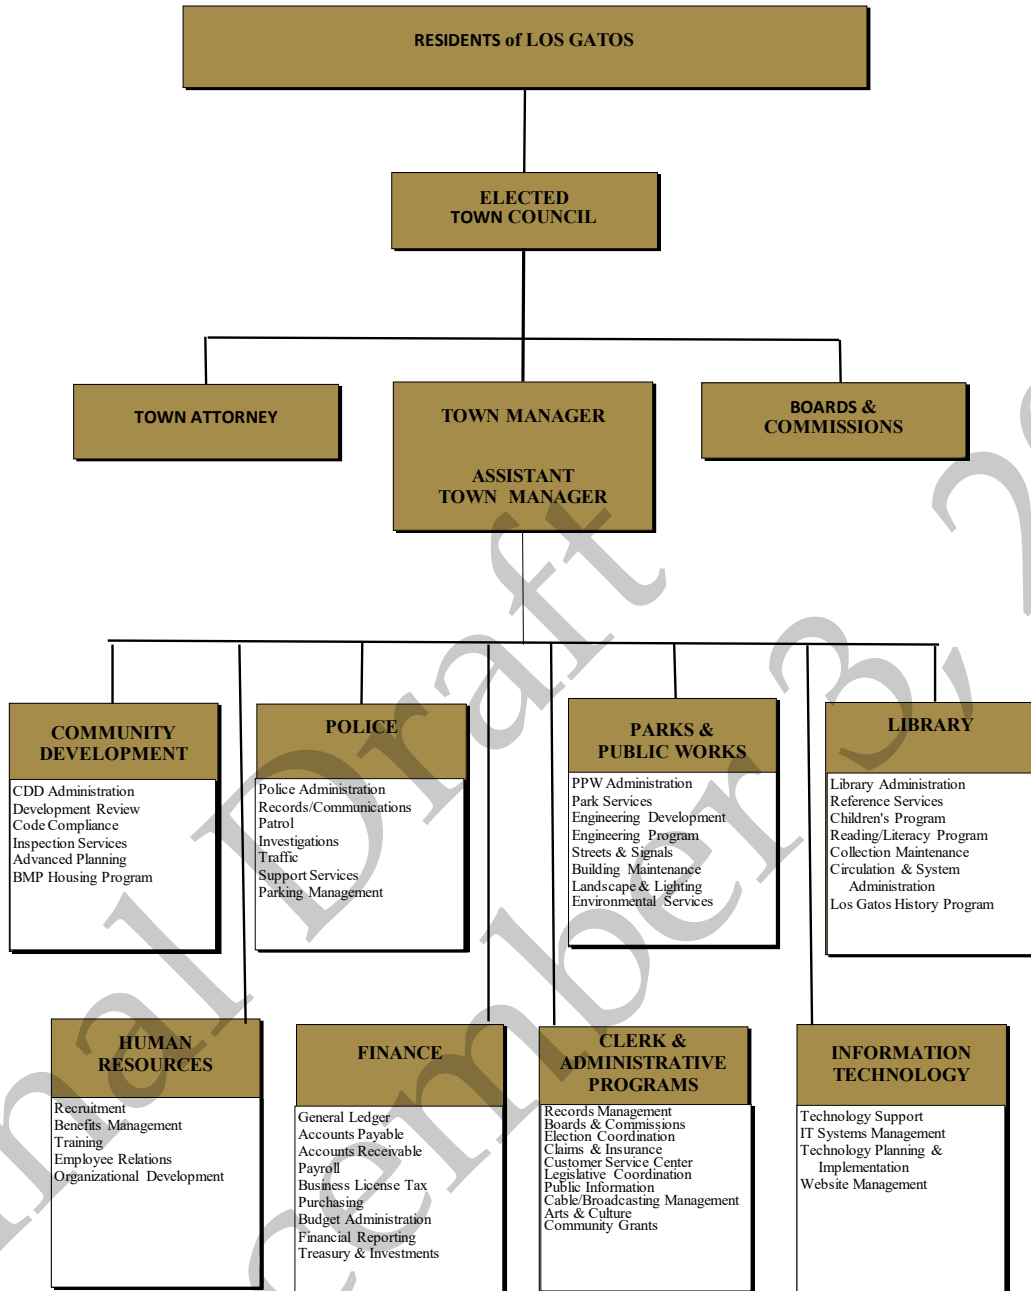 RESIDENTS of LOS GATOS
ELECTED
TOWN COUNCIL
TOWN ATTORNEY
TOWN MANAGER
ASSISTANT
TOWN MANAGER
BOARDS &
COMMISSIONS
COMMUNITY
DEVELOPMENT
CDD Administration
Development Review
Code Compliance
Inspection Services
Advanced Planning
BMP Housing Program
POLICE
Police Administration
Records/Communications
Patrol
Investigations
Traffic
Support Services
Parking Management
PARKS &
PUBLIC WORKS
PPW Administration
Park Services
Engineering Development
Engineering Program
Streets & Signals
Building Maintenance
Landscape & Lighting
Environmental Services
LIBRARY
Library Administration
Reference Services
Children's Program
Reading/Literacy Program
Collection Maintenance
Circulation & System
Administration
Los Gatos History Program
HUMAN
RESOURCES
Recruitment
Benefits Management
Training
Employee Relations
Organizational Development
FINANCE
General Ledger
Accounts Payable
Accounts Receivable
Payroll
Business License Tax
Purchasing
Budget Administration
Financial Reporting
Treasury & Investments
CLERK &
ADMINISTRATIVE
PROGRAMS
Records Management
Boards & Commissions
Election Coordination
Claims & Insurance
Customer Service Center
Legislative Coordination
Public Information
Cable/Broadcasting Management
Arts & Culture
Community Grants
INFORMATION
TECHNOLOGY
Technology Support
IT Systems Management
Technology Planning &
Implementation
Website Management
Draft
3,